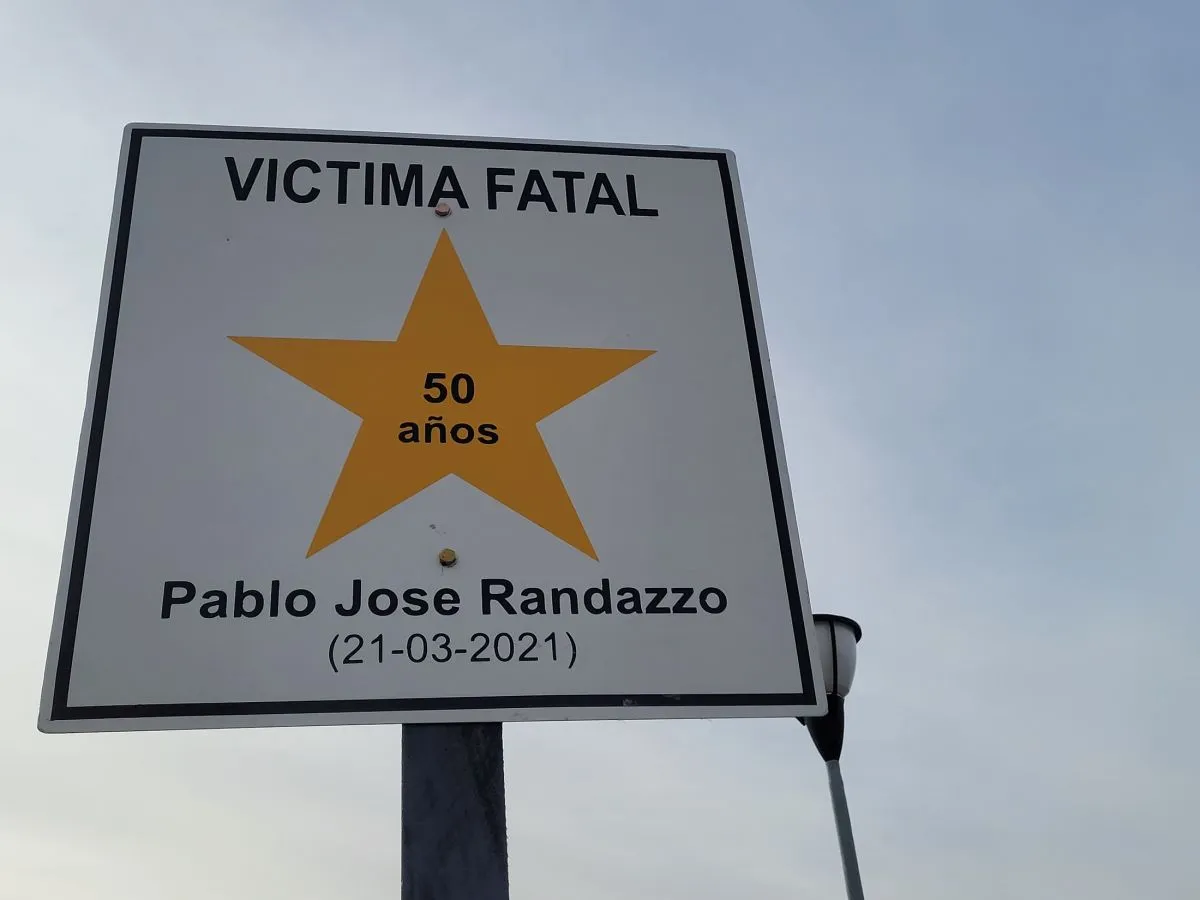 VICTIMA FATAL
50
años
Pablo Jose Randazzo
(21-03-2021)